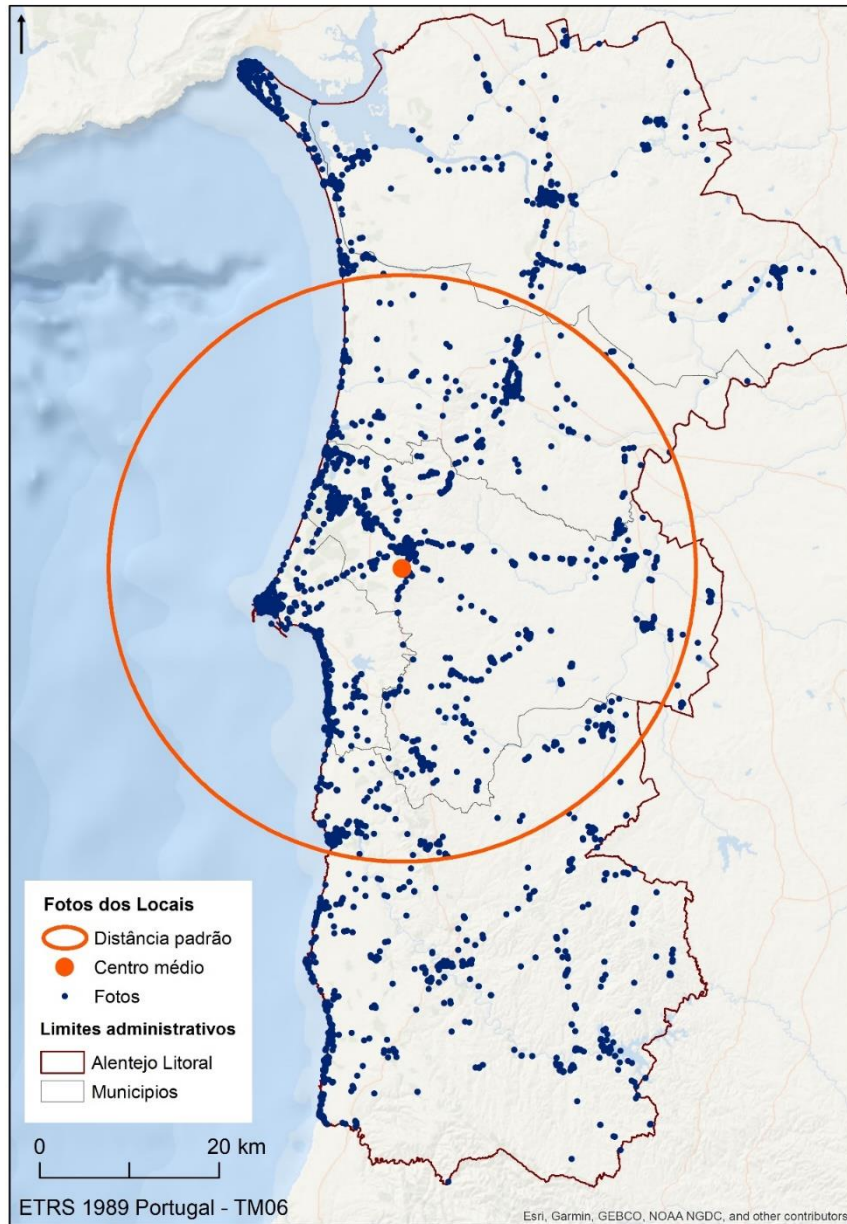 Fotos dos Locais
Distância padrão
Centro médio
Fotos
Limites administrativos
Alentejo Litoral
Municipios
0 20 km
ETRS 1989 Portugal - TM06
Esri, Garmin, GEBCO, NOAA NGDC, and other contributors